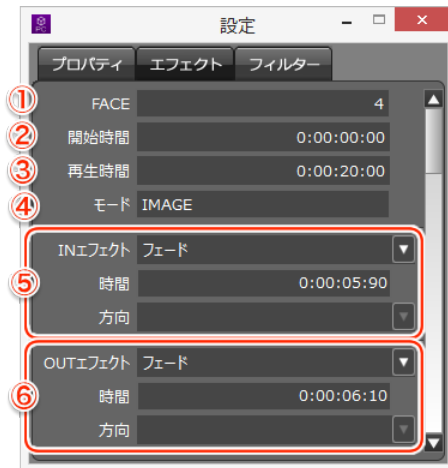 PC
設定
プロパティ エフェクト フィルター
① FACE 4
② 開始時間 0:00:00:00
③ 再生時間 0:00:20:00
④ モード IMAGE
INエフェクト フェード
⑤ 時間 0:00:05:90
方向
OUTエフェクト フェード
⑥ 時間 0:00:06:10
方向